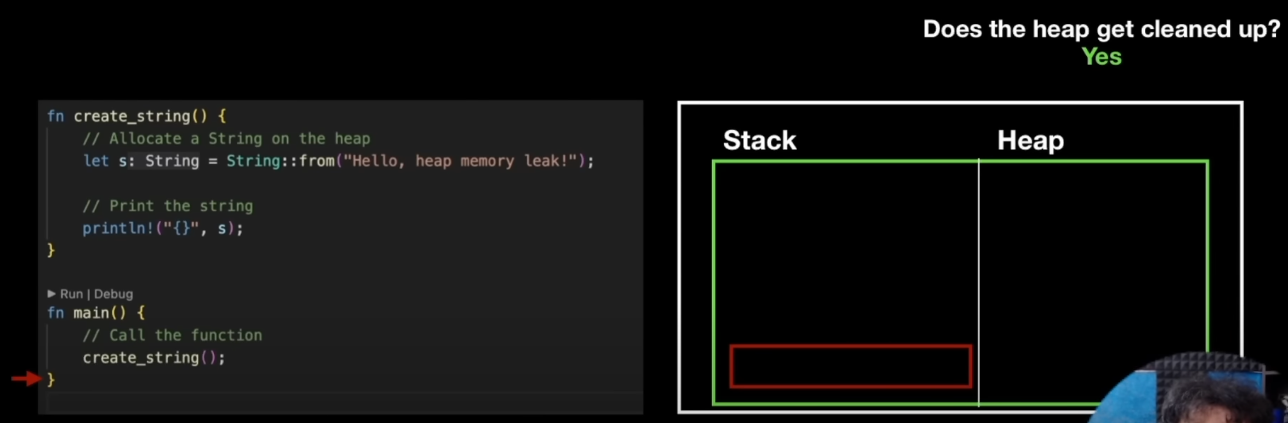 Does the heap get cleaned up?
Yes
fn create_string() {
// Allocate a String on the heap
let s: String = String::from("Hello, heap memory leak!");
// Print the string
println!("{}", s);
}
▶ Run | Debug
fn main() {
// Call the function
create_string();
}
Stack
Heap